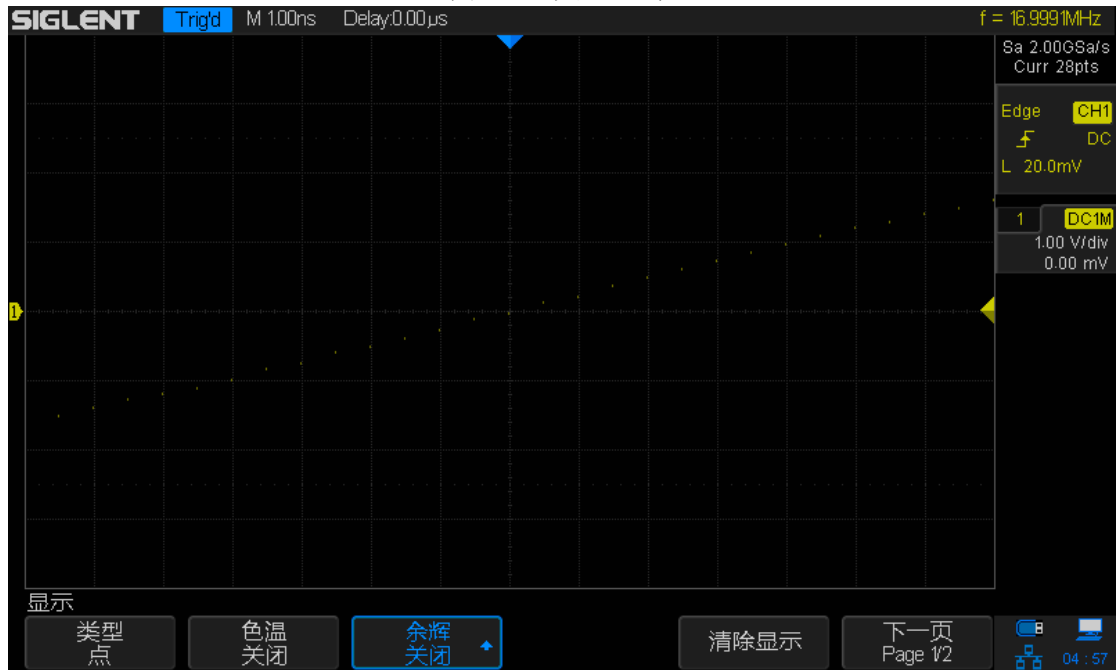 SIGLENT Trig'd M 1.00ns Delay:0.00µs f = 16.9991MHz
Sa 2.00GSa/s
Curr 28pts
Edge CH1
DC
L 20.0mV
1 DC1M
1.00 V/div
0.00 mV
1
显示
类型
点
色温
关闭
余辉
关闭
清除显示
下一页
Page 1/2
04 : 57